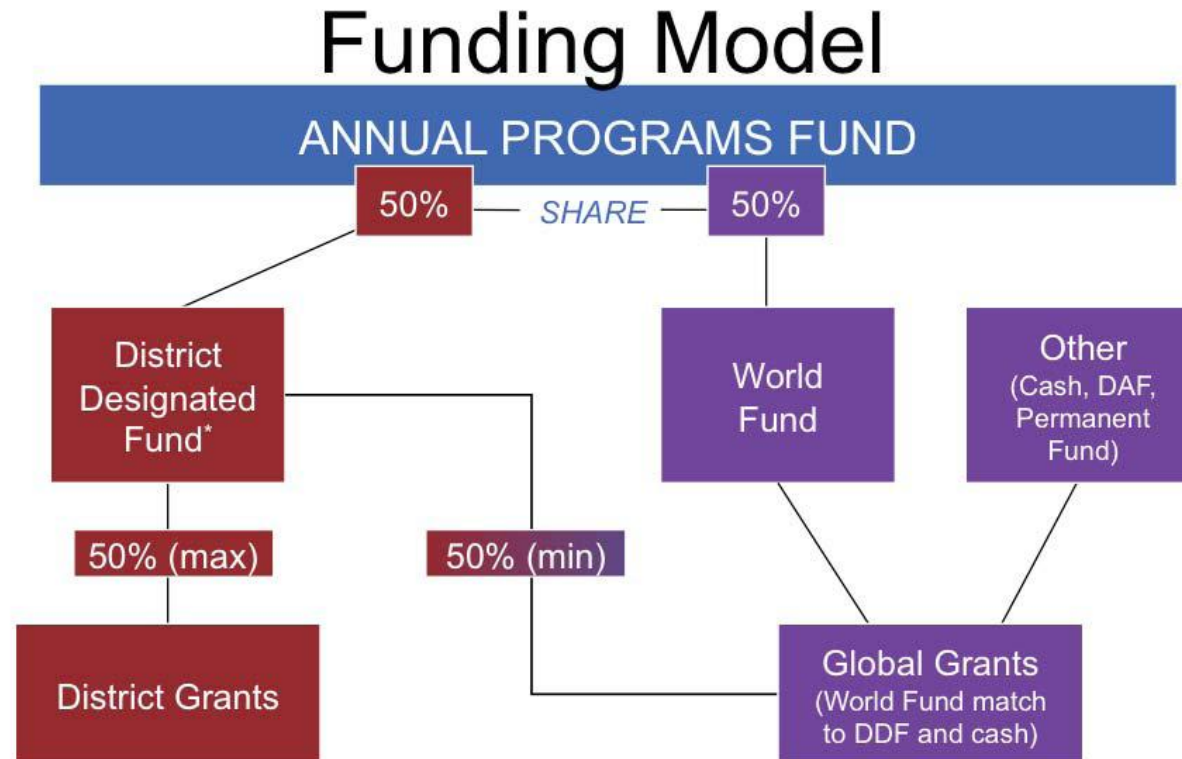 Funding Model
ANNUAL PROGRAMS FUND
50%
SHARE
50%
District
Designated
Fund*
World
Fund
Other
(Cash, DAF,
Permanent
Fund)
50% (max)
50% (min)
District Grants
Global Grants
(World Fund match
to DDF and cash)